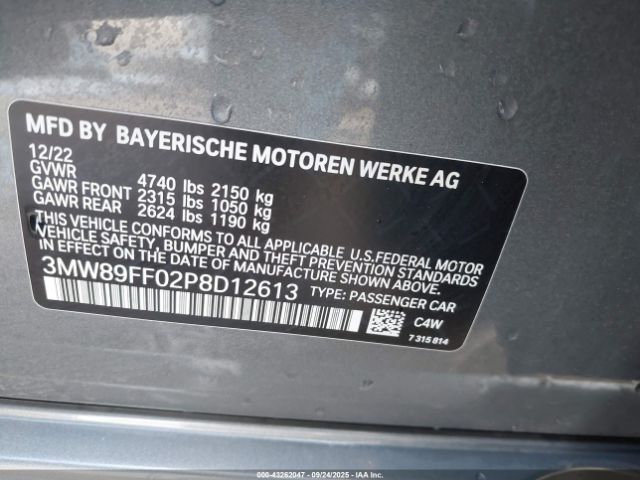 MFD BY BAYERISCHE MOTOREN WERKE AG
12/22
GVWR 4740 lbs 2150 kg
GAWR FRONT 2315 lbs 1050 kg
GAWR REAR 2624 lbs 1190 kg
THIS VEHICLE CONFORMS TO ALL APPLICABLE U.S.FEDERAL MOTOR
VEHICLE SAFETY, BUMPER AND THEFT PREVENTION STANDARDS
IN EFFECT ON THE DATE OF MANUFACTURE SHOWN ABOVE.
3MW89FF02P8D12613 TYPE: PASSENGER CAR
C4W
7 315 814
000-43262047 - 09/24/2025 - IAA Inc.